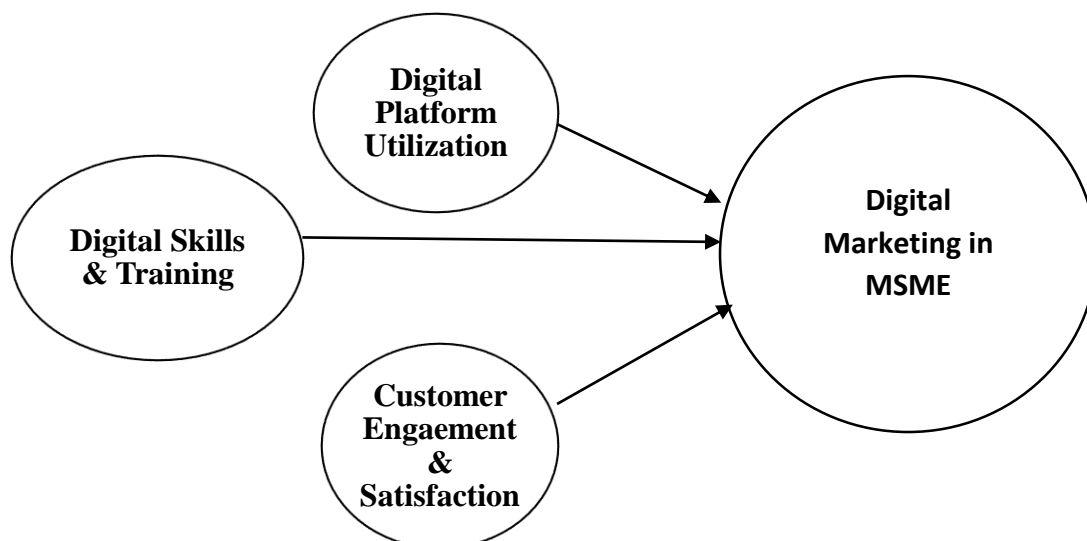 Digital
Platform
Utilization
Digital Skills
& Training
Customer
Engaement
&
Satisfaction
Digital
Marketing in
MSME